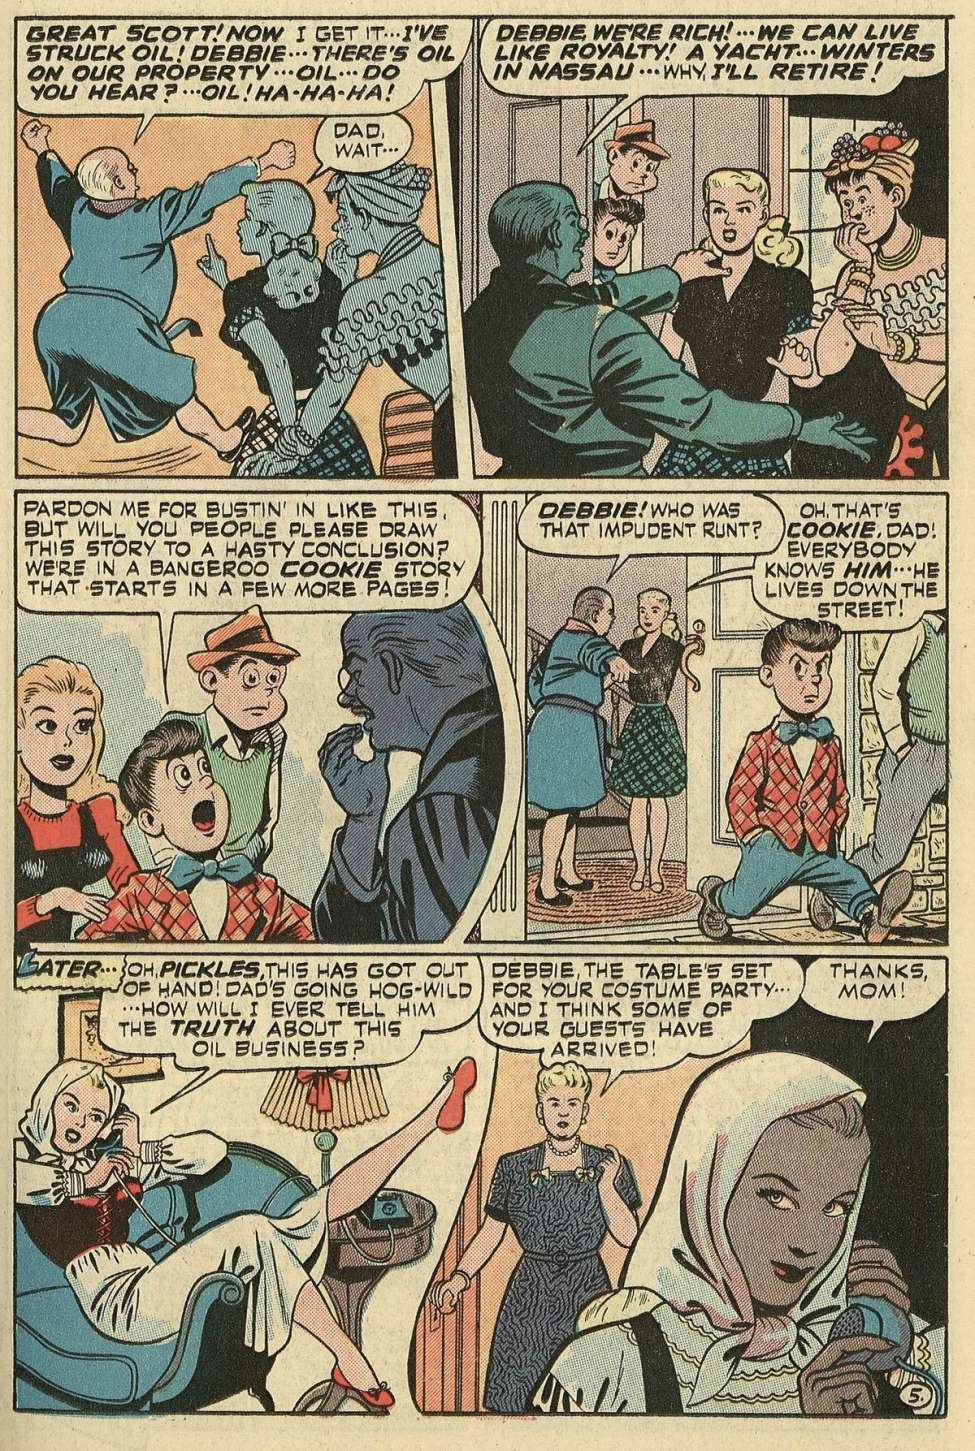 GREAT SCOTT! NOW I GET IT...I'VE
STRUCK OIL! DEBBIE...THERE'S OIL
ON OUR PROPERTY...OIL...DO
YOU HEAR?...OIL! HA-HA-HA!
DAD,
WAIT...
DEBBIE, WE'RE RICH!...WE CAN LIVE
LIKE ROYALTY! A YACHT...WINTERS
IN NASSAU...WHY, I'LL RETIRE!
PARDON ME FOR BUSTIN' IN LIKE THIS,
BUT WILL YOU PEOPLE PLEASE DRAW
THIS STORY TO A HASTY CONCLUSION?
WE'RE IN A BANGEROO COOKIE STORY
THAT STARTS IN A FEW MORE PAGES!
DEBBIE! WHO WAS
THAT IMPUDENT RUNT?
OH, THAT'S
COOKIE, DAD!
EVERYBODY
KNOWS HIM...HE
LIVES DOWN THE
STREET!
LATER...
OH, PICKLES, THIS HAS GOT OUT
OF HAND! DAD'S GOING HOG-WILD
...HOW WILL I EVER TELL HIM
THE TRUTH ABOUT THIS
OIL BUSINESS?
DEBBIE, THE TABLE'S SET
FOR YOUR COSTUME PARTY...
AND I THINK SOME OF
YOUR GUESTS HAVE
ARRIVED!
THANKS,
MOM!
5.